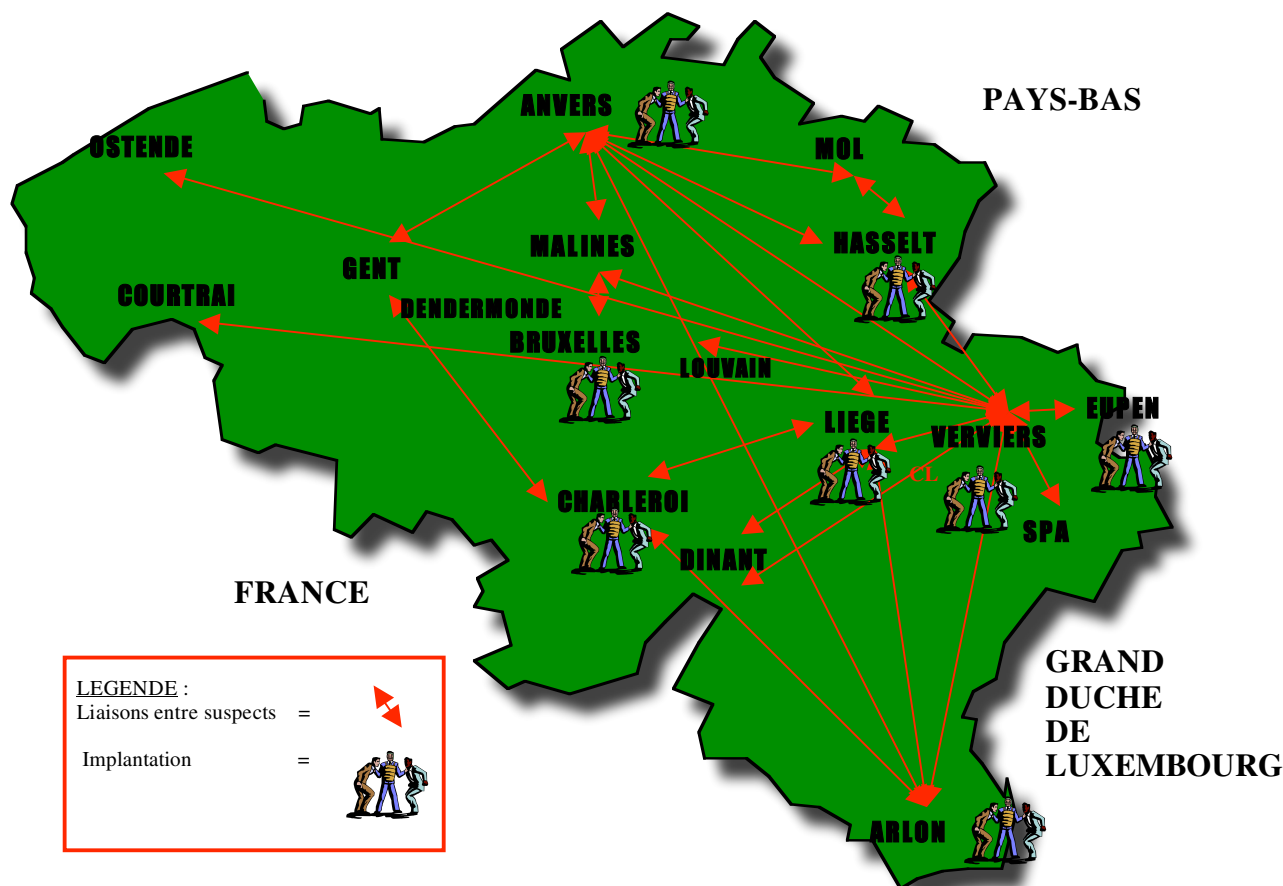 PAYS-BAS
ANVERS
OSTENDE
MOL
MALINES
HASSELT
GENT
COURTRAI
DENDERMONDE
BRUXELLES
LOUVAIN
EUPEN
LIEGE
VERVIERS
CL
CHARLEROI
SPA
DINANT
FRANCE
GRAND
DUCHE
DE
LUXEMBOURG
LEGENDE :
Liaisons entre suspects =
Implantation =
ARLON